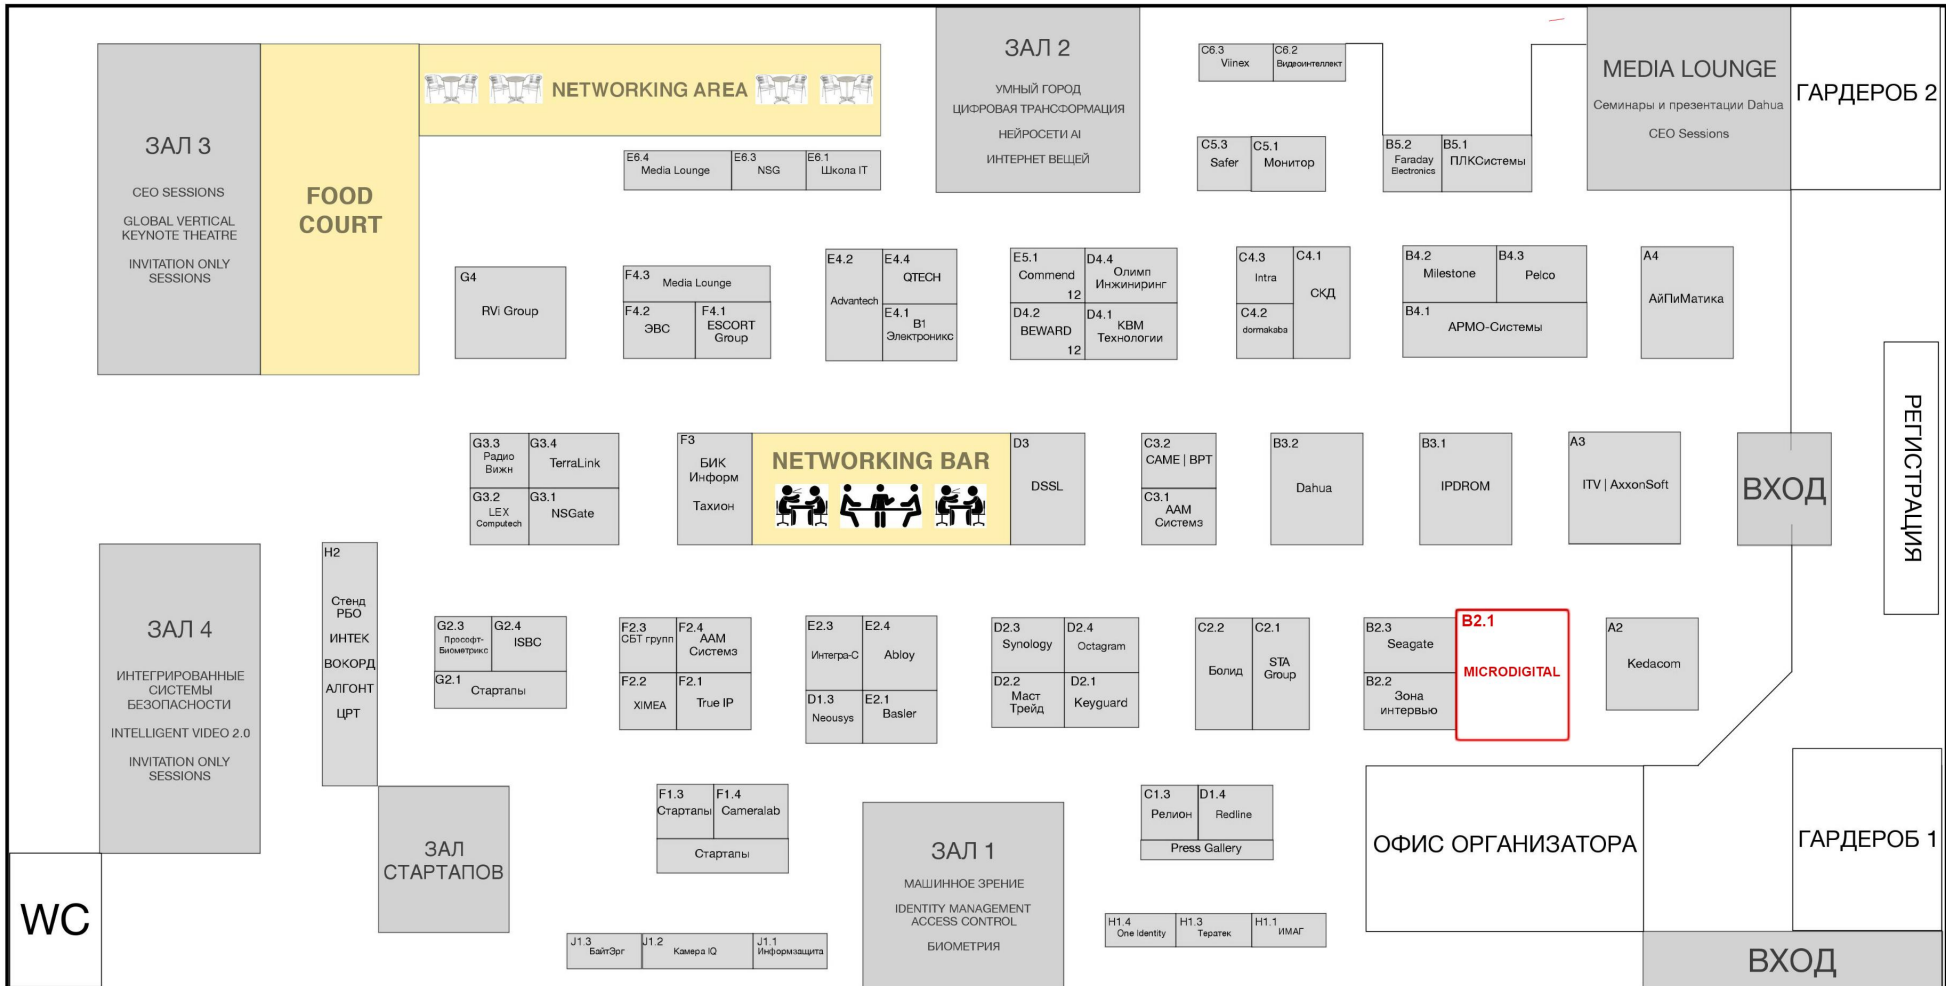 ЗАЛ 3
CEO SESSIONS
GLOBAL VERTICAL
KEYNOTE THEATRE
INVITATION ONLY
SESSIONS
FOOD
COURT
NETWORKING AREA
E6.4
Media Lounge
E6.3
NSG
E6.1
Школа IT
ЗАЛ 2
УМНЫЙ ГОРОД
ЦИФРОВАЯ ТРАНСФОРМАЦИЯ
НЕЙРОСЕТИ AI
ИНТЕРНЕТ ВЕЩЕЙ
C6.3
Viinex
C6.2
Видеоинтеллект
C5.3
Safer
C5.1
Монитор
B5.2
Faraday
Electronics
B5.1
ПЛКСистемы
MEDIA LOUNGE
Семинары и презентации Dahua
CEO Sessions
ГАРДЕРОБ 2
G4
RVi Group
F4.3
Media Lounge
F4.2
ЭВС
F4.1
ESCORT
Group
E4.2
Advantech
E4.4
QTECH
E4.1
B1
Электроникс
E5.1
Commend
12
D4.4
Олимп
Инжиниринг
D4.2
BEWARD
12
D4.1
КВМ
Технологии
C4.3
Intra
C4.2
dormakaba
C4.1
СКД
B4.2
Milestone
B4.3
Pelco
B4.1
АРМО-Системы
A4
АйПиМатика
РЕГИСТРАЦИЯ
G3.3
Радио
Вижн
G3.4
TerraLink
G3.2
LEX
Computech
G3.1
NSGate
F3
БИК
Информ
Тахион
NETWORKING BAR
D3
DSSL
C3.2
CAME | BPT
C3.1
ААМ
Системз
B3.2
Dahua
B3.1
IPDROM
A3
ITV | AxxonSoft
ВХОД
ЗАЛ 4
ИНТЕГРИРОВАННЫЕ
СИСТЕМЫ
БЕЗОПАСНОСТИ
INTELLIGENT VIDEO 2.0
INVITATION ONLY
SESSIONS
H2
Стенд
РБО
ИНТЕК
ВОКОРД
АЛГОНТ
ЦРТ
G2.3
Прософт-
Биометрикс
G2.4
ISBC
G2.1
Стартапы
F2.3
СБТ групп
F2.4
ААМ
Системз
F2.2
XIMEA
F2.1
True IP
E2.3
Интегра-С
E2.4
Abloy
D1.3
Neousys
E2.1
Basler
D2.3
Synology
D2.4
Octagram
D2.2
Маст
Трейд
D2.1
Keyguard
C2.2
Болид
C2.1
STA
Group
B2.3
Seagate
B2.2
Зона
интервью
B2.1
MICRODIGITAL
A2
Kedacom
ЗАЛ
СТАРТАПОВ
F1.3
Стартапы
F1.4
Cameralab
Стартапы
ЗАЛ 1
МАШИННОЕ ЗРЕНИЕ
IDENTITY MANAGEMENT
ACCESS CONTROL
БИОМЕТРИЯ
C1.3
Релион
D1.4
Redline
Press Gallery
ОФИС ОРГАНИЗАТОРА
ГАРДЕРОБ 1
WC
J1.3
БайтЭрг
J1.2
Камера IQ
J1.1
Информзащита
H1.4
One Identity
H1.3
Тератек
H1.1
ИМАГ
ВХОД